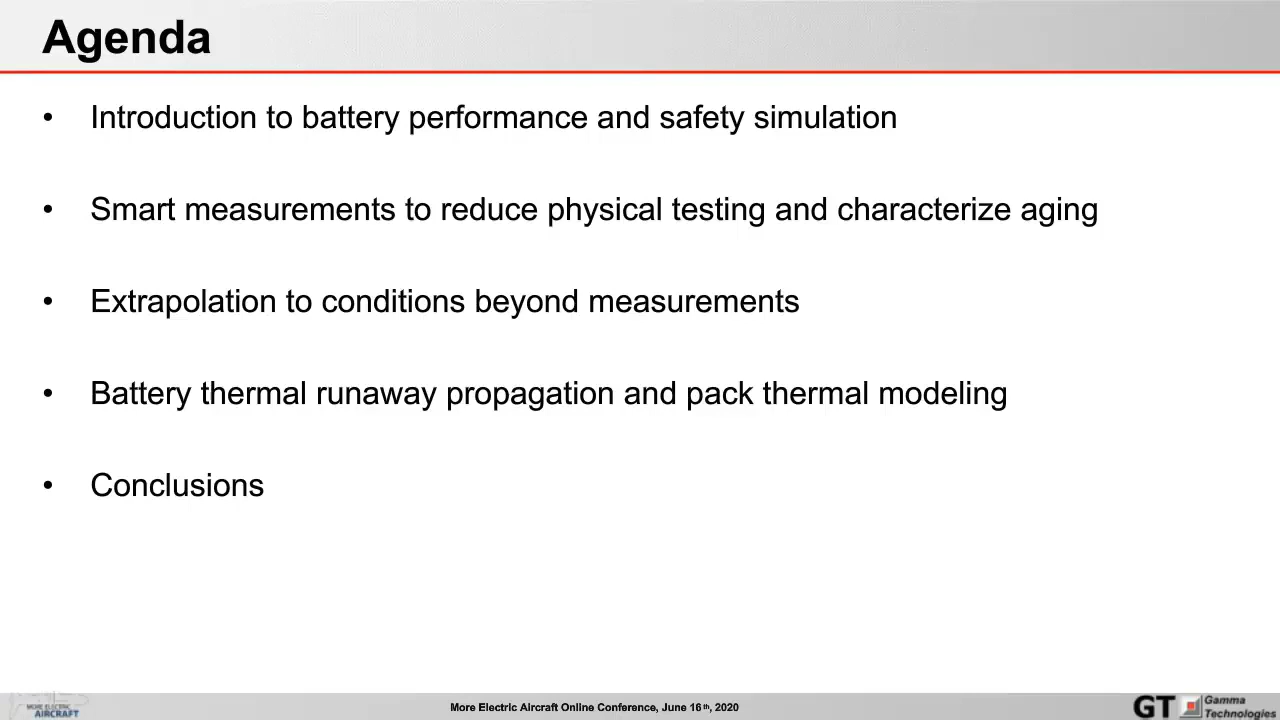 Agenda
• Introduction to battery performance and safety simulation
• Smart measurements to reduce physical testing and characterize aging
• Extrapolation to conditions beyond measurements
• Battery thermal runaway propagation and pack thermal modeling
• Conclusions
MORE ELECTRIC
AIRCRAFT
More Electric Aircraft Online Conference, June 16th, 2020
GT
Gamma
Technologies